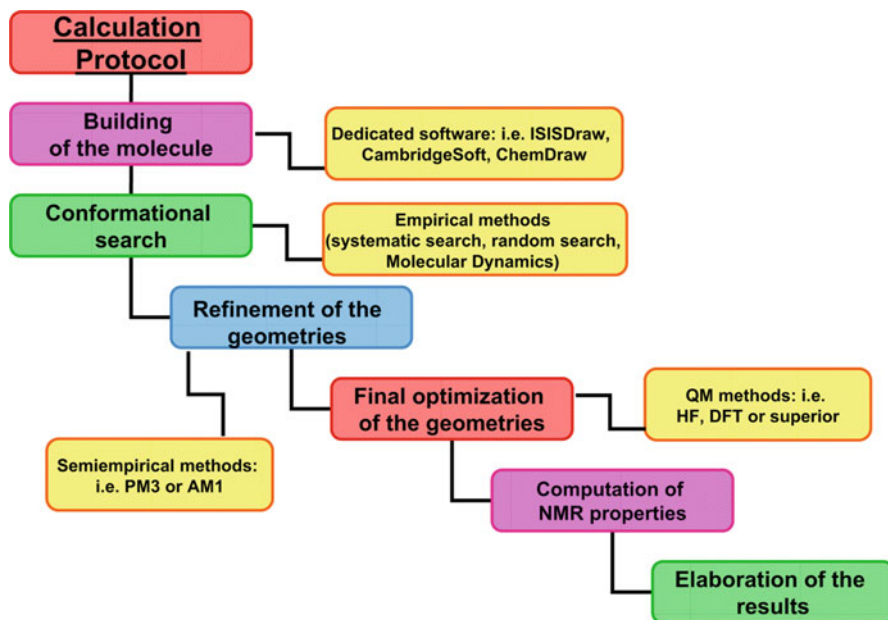 Calculation
Protocol
Building
of the molecule
Dedicated software: i.e. ISISDraw,
CambridgeSoft, ChemDraw
Conformational
search
Empirical methods
(systematic search, random search,
Molecular Dynamics)
Refinement of the
geometries
Final optimization
of the geometries
QM methods: i.e.
HF, DFT or superior
Semiempirical methods:
i.e. PM3 or AM1
Computation of
NMR properties
Elaboration of the
results